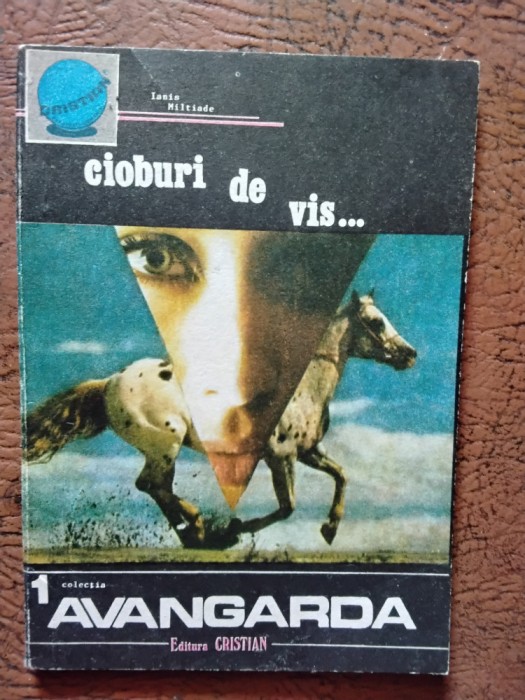 CRISTIAN
Ianis
Miltiade
cioburi de vis...
1 colecția
AVANGARDA
Editura CRISTIAN